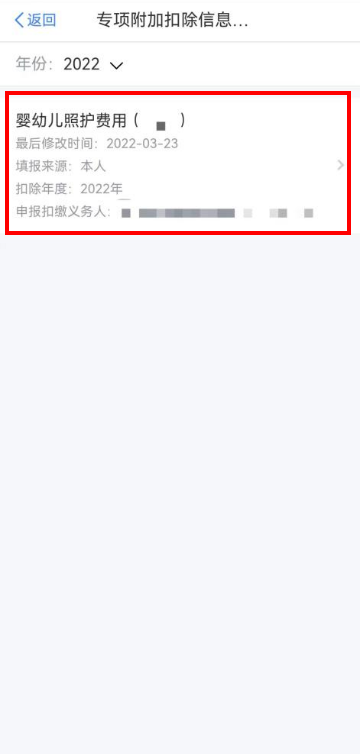 返回 专项附加扣除信息...
年份：2022
婴幼儿照护费用（ ）
最后修改时间：2022-03-23
填报来源：本人
扣除年度：2022年
申报扣缴义务人：